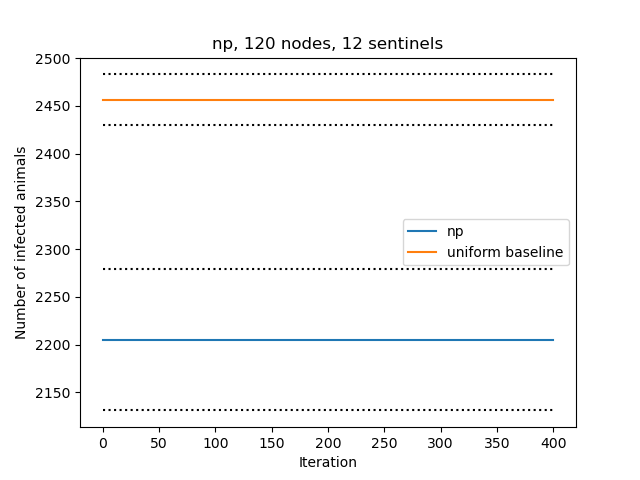 np, 120 nodes, 12 sentinels
2500
2450
2400
2350
2300
2250
2200
2150
Number of infected animals
np
uniform baseline
0 50 100 150 200 250 300 350 400
Iteration